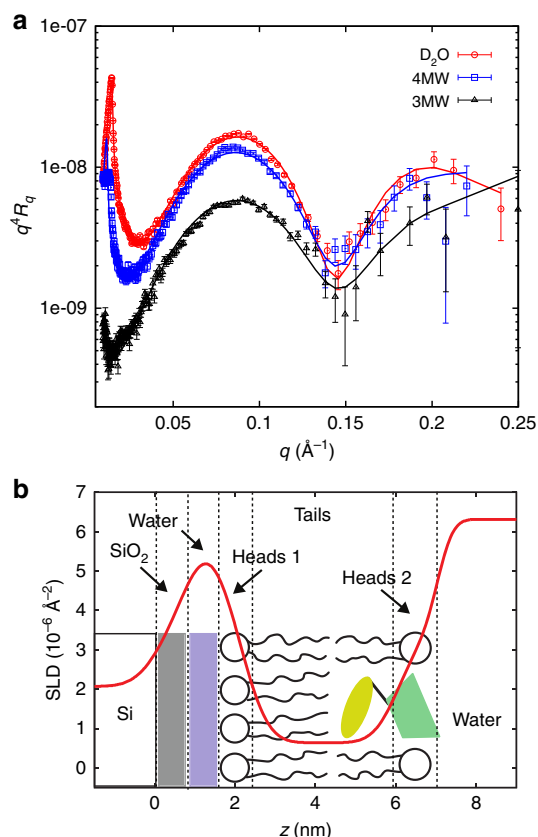 a
1e-07
1e-08
1e-09
q⁴R_q
D₂O
4MW
3MW
0.05 0.1 0.15 0.2 0.25
q (Å⁻¹)
b
7
6
5
4
3
2
1
0
SLD (10⁻⁶ Å⁻²)
Tails
Water
SiO₂
Heads 1
Heads 2
Si
Water
0 2 4 6 8
z (nm)